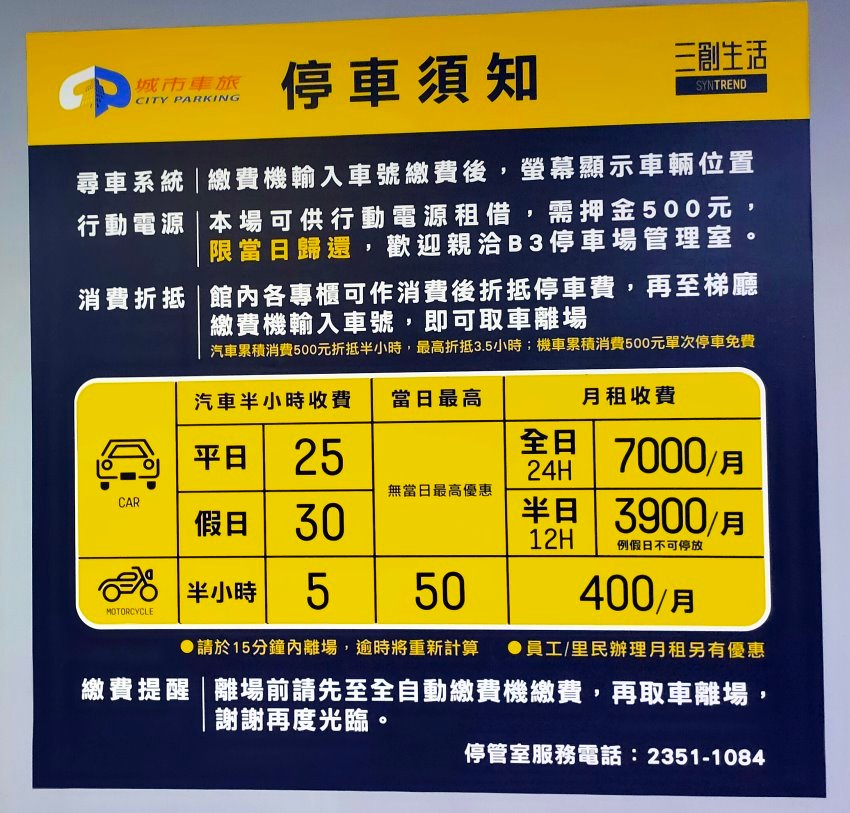 城市車旅
CITY PARKING
停車須知
三創生活
SYNTREND
尋車系統 繳費機輸入車號繳費後，螢幕顯示車輛位置
行動電源 本場可供行動電源租借，需押金500元，
限當日歸還，歡迎親洽B3停車場管理室。
消費折抵 館內各專櫃可作消費後折抵停車費，再至梯廳
繳費機輸入車號，即可取車離場
汽車累積消費500元折抵半小時，最高折抵3.5小時；機車累積消費500元單次停車免費
汽車半小時收費 當日最高 月租收費
CAR
平日 25 無當日最高優惠 全日 24H 7000/月
假日 30 半日 12H 3900/月
例假日不可停放
MOTORCYCLE
半小時 5 50 400/月
●請於15分鐘內離場，逾時將重新計算 ●員工/里民辦理月租另有優惠
繳費提醒 離場前請先至全自動繳費機繳費，再取車離場，
謝謝再度光臨。
停管室服務電話：2351-1084